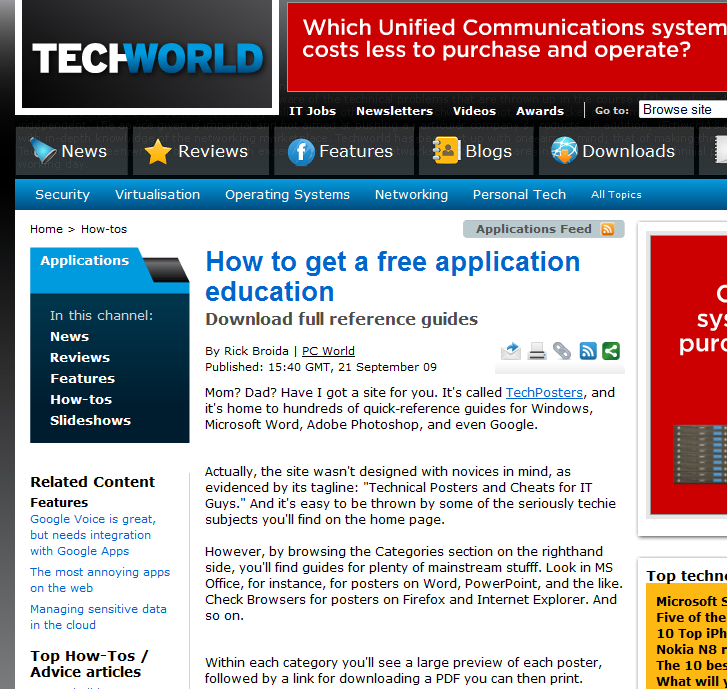 TECHWORLD
Which Unified Communications system
costs less to purchase and operate?
IT Jobs Newsletters Videos Awards Go to: Browse site
News Reviews Features Blogs Downloads
Security Virtualisation Operating Systems Networking Personal Tech All Topics
Home > How-tos
Applications Feed
Applications
In this channel:
News
Reviews
Features
How-tos
Slideshows
How to get a free application
education
Download full reference guides
By Rick Broida | PC World
Published: 15:40 GMT, 21 September 09
Mom? Dad? Have I got a site for you. It's called TechPosters, and
it's home to hundreds of quick-reference guides for Windows,
Microsoft Word, Adobe Photoshop, and even Google.
Actually, the site wasn't designed with novices in mind, as
evidenced by its tagline: "Technical Posters and Cheats for IT
Guys." And it's easy to be thrown by some of the seriously techie
subjects you'll find on the home page.
However, by browsing the Categories section on the righthand
side, you'll find guides for plenty of mainstream stufff. Look in MS
Office, for instance, for posters on Word, PowerPoint, and the like.
Check Browsers for posters on Firefox and Internet Explorer. And
so on.
Within each category you'll see a large preview of each poster,
followed by a link for downloading a PDF you can then print.
Related Content
Features
Google Voice is great,
but needs integration
with Google Apps
The most annoying apps
on the web
Managing sensitive data
in the cloud
Top How-Tos /
Advice articles
sys
purc
Top techn
Microsoft S
Five of the
10 Top iPh
Nokia N8 r
The 10 bes
What will y